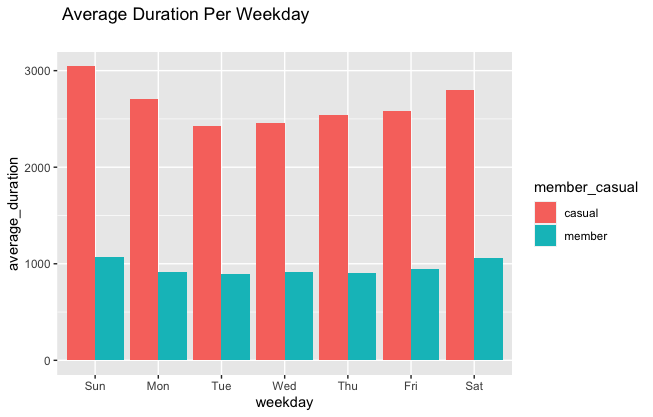 Average Duration Per Weekday
average_duration
3000
2000
1000
0
Sun Mon Tue Wed Thu Fri Sat
weekday
member_casual
casual
member